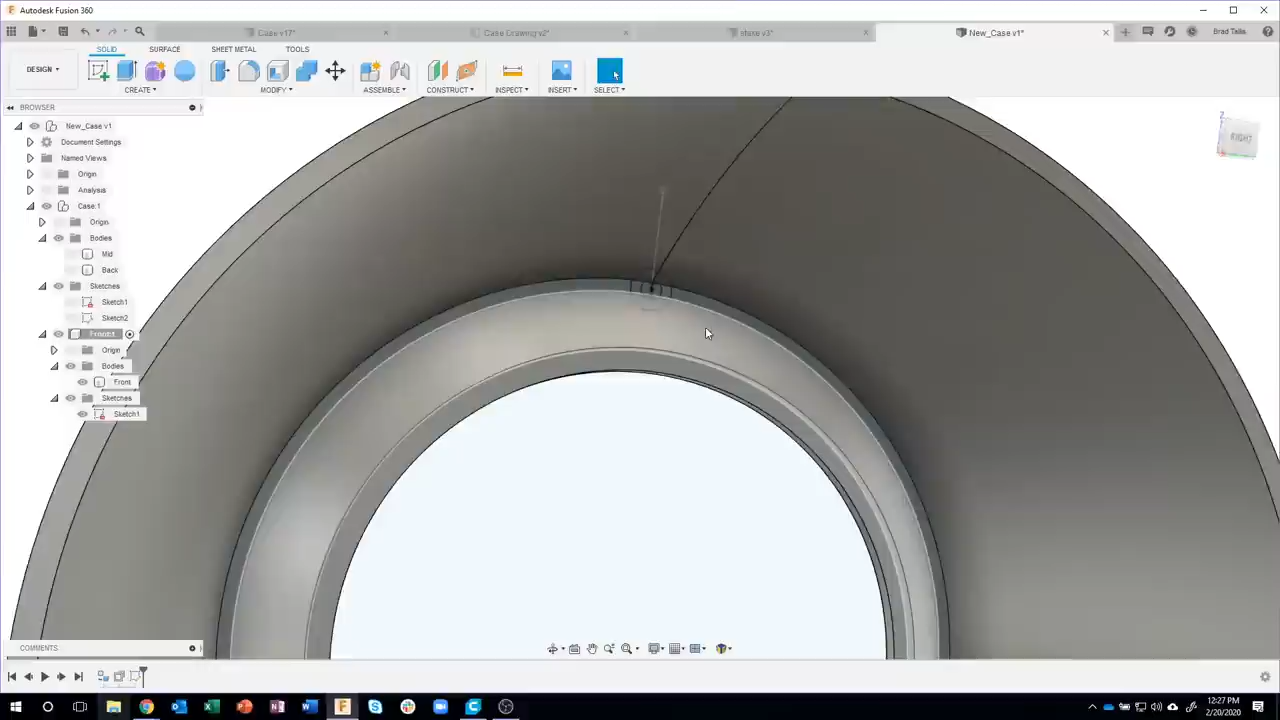 Autodesk Fusion 360
Case v17*
Case Drawing v2*
New_Case v1*
Brad Tallis
SOLID
SURFACE
SHEET METAL
TOOLS
DESIGN
CREATE
MODIFY
ASSEMBLE
CONSTRUCT
INSPECT
INSERT
SELECT
BROWSER
New_Case v1
Document Settings
Named Views
Origin
Analysis
Case:1
Origin
Bodies
Mid
Back
Sketches
Sketch1
Sketch2
Front:1
Origin
Bodies
Front
Sketches
Sketch1
Z
RIGHT
COMMENTS
12:27 PM
2/20/2020